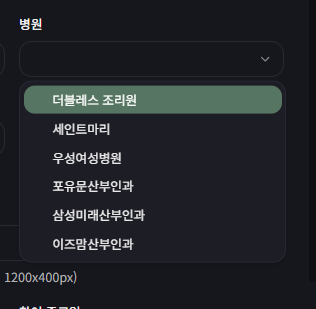 병원
더블레스 조리원
세인트마리
우성여성병원
포유문산부인과
삼성미래산부인과
이즈맘산부인과
1200x400px)